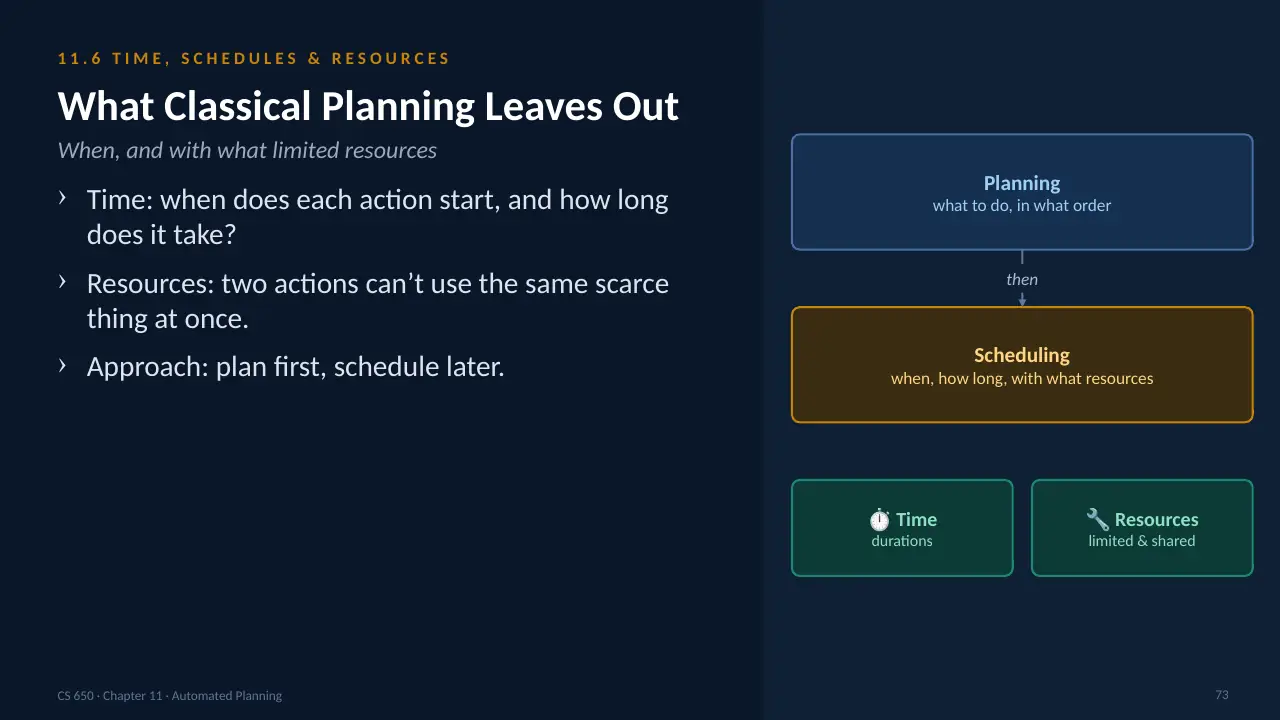 11.6 TIME, SCHEDULES & RESOURCES
What Classical Planning Leaves Out
When, and with what limited resources
› Time: when does each action start, and how long
does it take?
› Resources: two actions can’t use the same scarce
thing at once.
› Approach: plan first, schedule later.
Planning
what to do, in what order
then
Scheduling
when, how long, with what resources
⏱️ Time
durations
🔧 Resources
limited & shared
CS 650 · Chapter 11 · Automated Planning
73